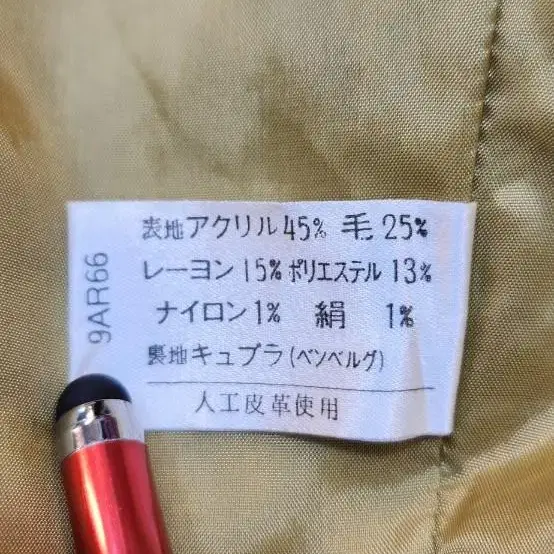 表地アクリル45% 毛25%
レーヨン15% ポリエステル13%
ナイロン1% 絹 1%
裏地キュプラ(ベンベルグ)
人工皮革使用
9AR66